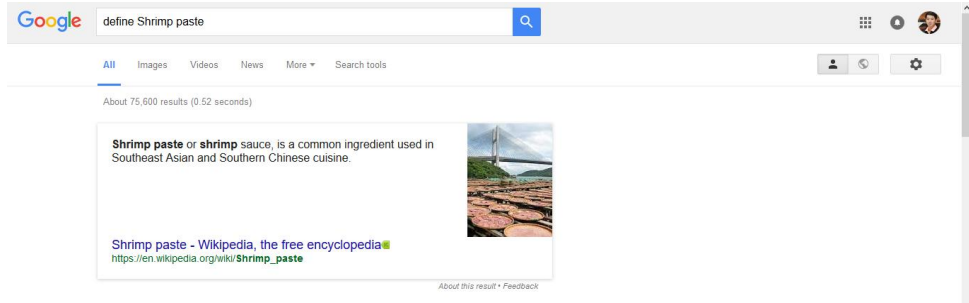 Google define Shrimp paste
All Images Videos News More Search tools
About 75,600 results (0.52 seconds)
Shrimp paste or shrimp sauce, is a common ingredient used in
Southeast Asian and Southern Chinese cuisine.
Shrimp paste - Wikipedia, the free encyclopedia
https://en.wikipedia.org/wiki/Shrimp_paste
About this result • Feedback